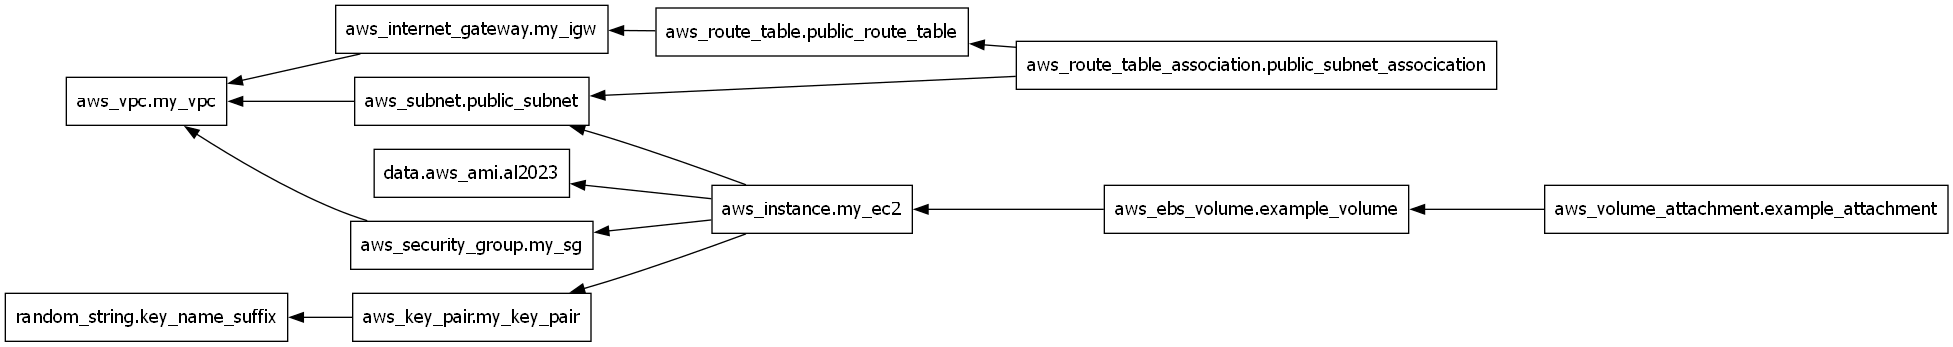 aws_internet_gateway.my_igw
aws_route_table.public_route_table
aws_route_table_association.public_subnet_assocication
aws_vpc.my_vpc
aws_subnet.public_subnet
data.aws_ami.al2023
aws_instance.my_ec2
aws_ebs_volume.example_volume
aws_volume_attachment.example_attachment
aws_security_group.my_sg
random_string.key_name_suffix
aws_key_pair.my_key_pair